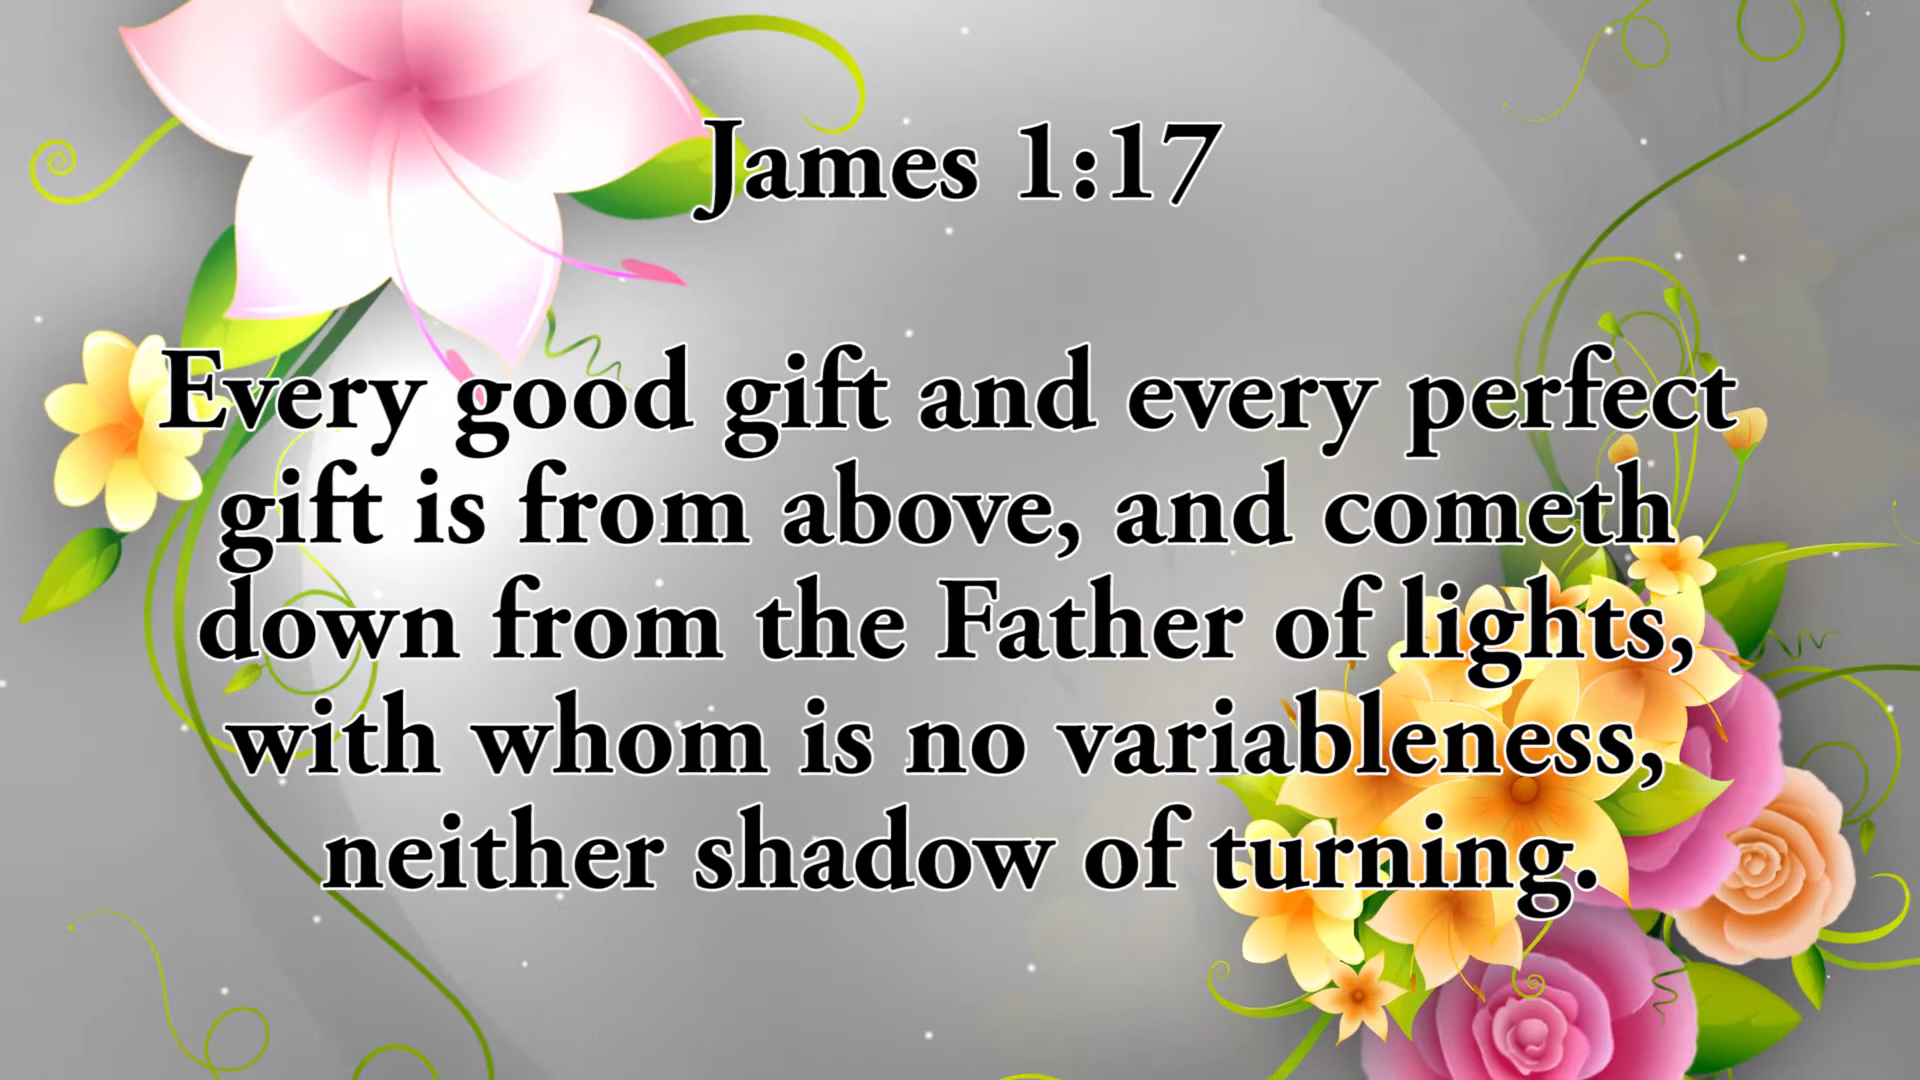 James 1:17
Every good gift and every perfect
gift is from above, and cometh
down from the Father of lights,
with whom is no variableness,
neither shadow of turning.